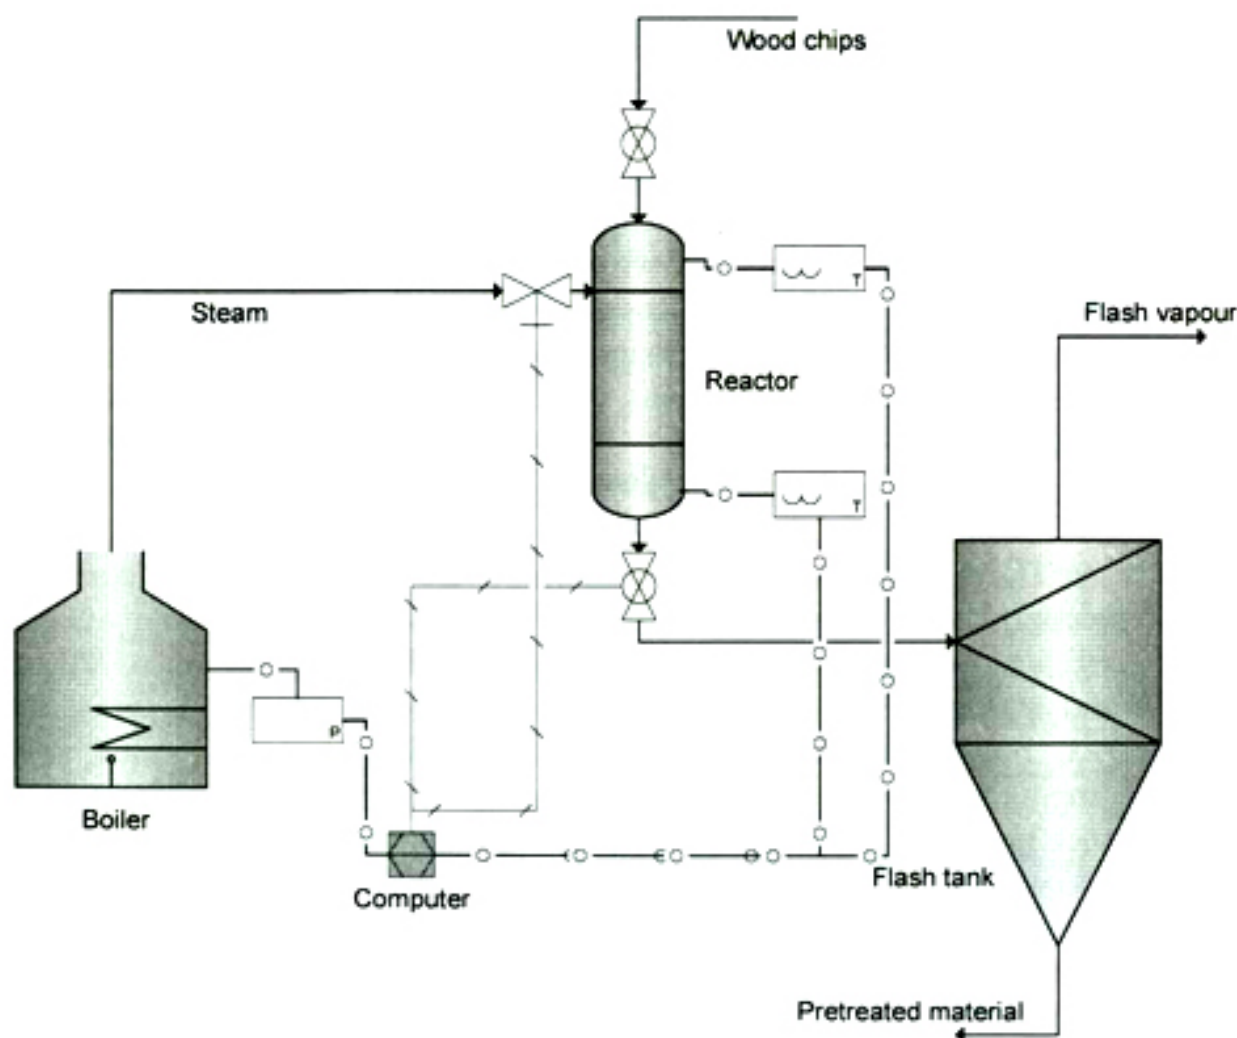 Wood chips
T
Steam
Flash vapour
Reactor
T
P
Boiler
Computer
Flash tank
Pretreated material